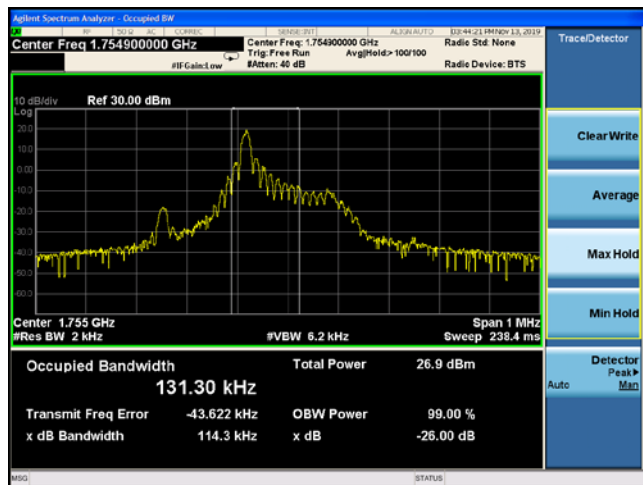 Agilent Spectrum Analyzer - Occupied BW
RF 50 Ω AC CORREC SENSE:INT ALIGN AUTO 03:44:21 PM Nov 13, 2019
Center Freq 1.754900000 GHz Center Freq: 1.754900000 GHz Radio Std: None Trace/Detector
Trig: Free Run Avg|Hold:> 100/100
#IFGain:Low #Atten: 40 dB Radio Device: BTS
10 dB/div Ref 30.00 dBm
Log
20.0
10.0
0.00
-10.0
-20.0
-30.0
-40.0
-50.0
-60.0
Clear Write
Average
Max Hold
Min Hold
Center 1.755 GHz Span 1 MHz
#Res BW 2 kHz #VBW 6.2 kHz Sweep 238.4 ms
Occupied Bandwidth Total Power 26.9 dBm
131.30 kHz
Transmit Freq Error -43.622 kHz OBW Power 99.00 %
x dB Bandwidth 114.3 kHz x dB -26.00 dB
Detector
Peak▶
Auto Man
MSG STATUS